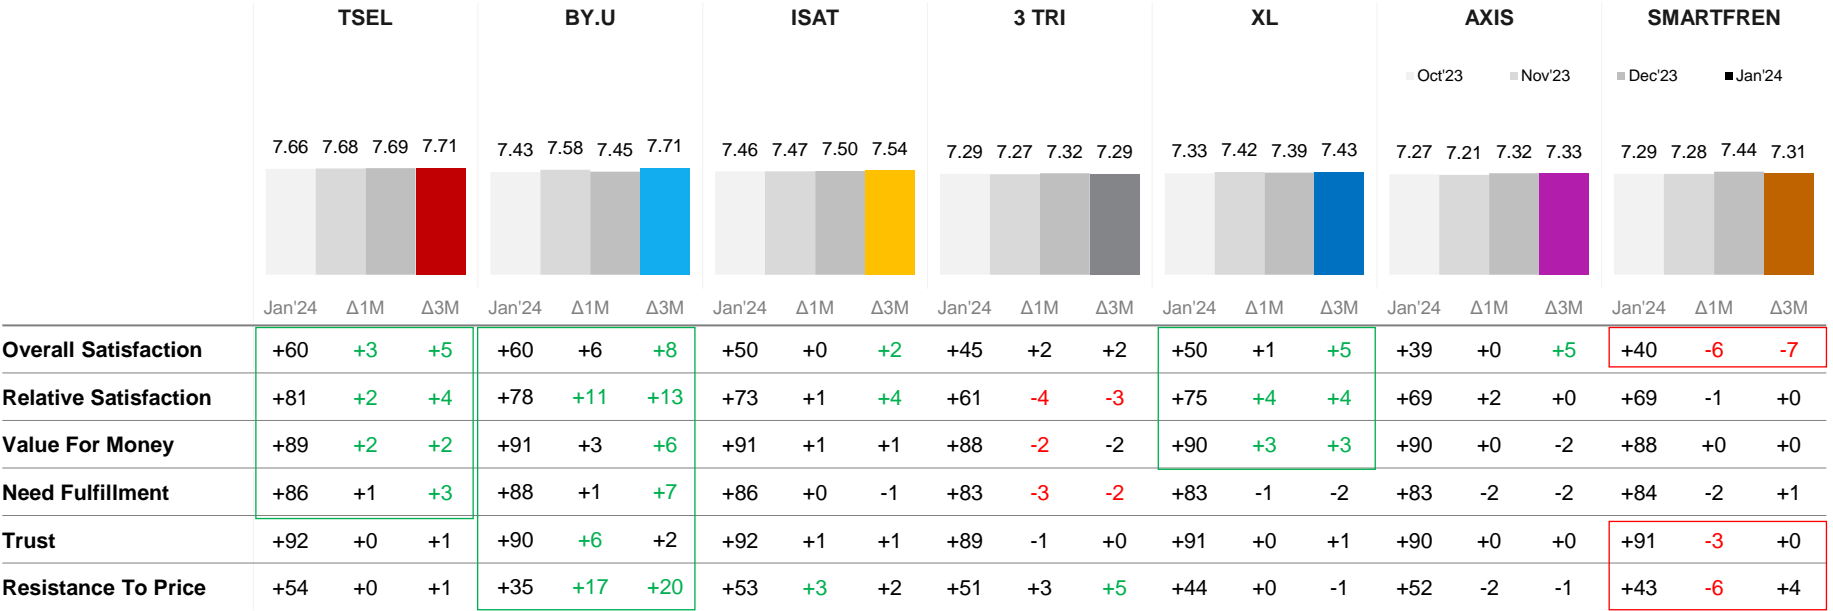 TSEL BY.U ISAT 3 TRI XL AXIS SMARTFREN
Oct'23 Nov'23 Dec'23 Jan'24
7.66 7.68 7.69 7.71 7.43 7.58 7.45 7.71 7.46 7.47 7.50 7.54 7.29 7.27 7.32 7.29 7.33 7.42 7.39 7.43 7.27 7.21 7.32 7.33 7.29 7.28 7.44 7.31
Jan'24 Δ1M Δ3M Jan'24 Δ1M Δ3M Jan'24 Δ1M Δ3M Jan'24 Δ1M Δ3M Jan'24 Δ1M Δ3M Jan'24 Δ1M Δ3M Jan'24 Δ1M Δ3M
Overall Satisfaction +60 +3 +5 +60 +6 +8 +50 +0 +2 +45 +2 +2 +50 +1 +5 +39 +0 +5 +40 -6 -7
Relative Satisfaction +81 +2 +4 +78 +11 +13 +73 +1 +4 +61 -4 -3 +75 +4 +4 +69 +2 +0 +69 -1 +0
Value For Money +89 +2 +2 +91 +3 +6 +91 +1 +1 +88 -2 -2 +90 +3 +3 +90 +0 -2 +88 +0 +0
Need Fulfillment +86 +1 +3 +88 +1 +7 +86 +0 -1 +83 -3 -2 +83 -1 -2 +83 -2 -2 +84 -2 +1
Trust +92 +0 +1 +90 +6 +2 +92 +1 +1 +89 -1 +0 +91 +0 +1 +90 +0 +0 +91 -3 +0
Resistance To Price +54 +0 +1 +35 +17 +20 +53 +3 +2 +51 +3 +5 +44 +0 -1 +52 -2 -1 +43 -6 +4